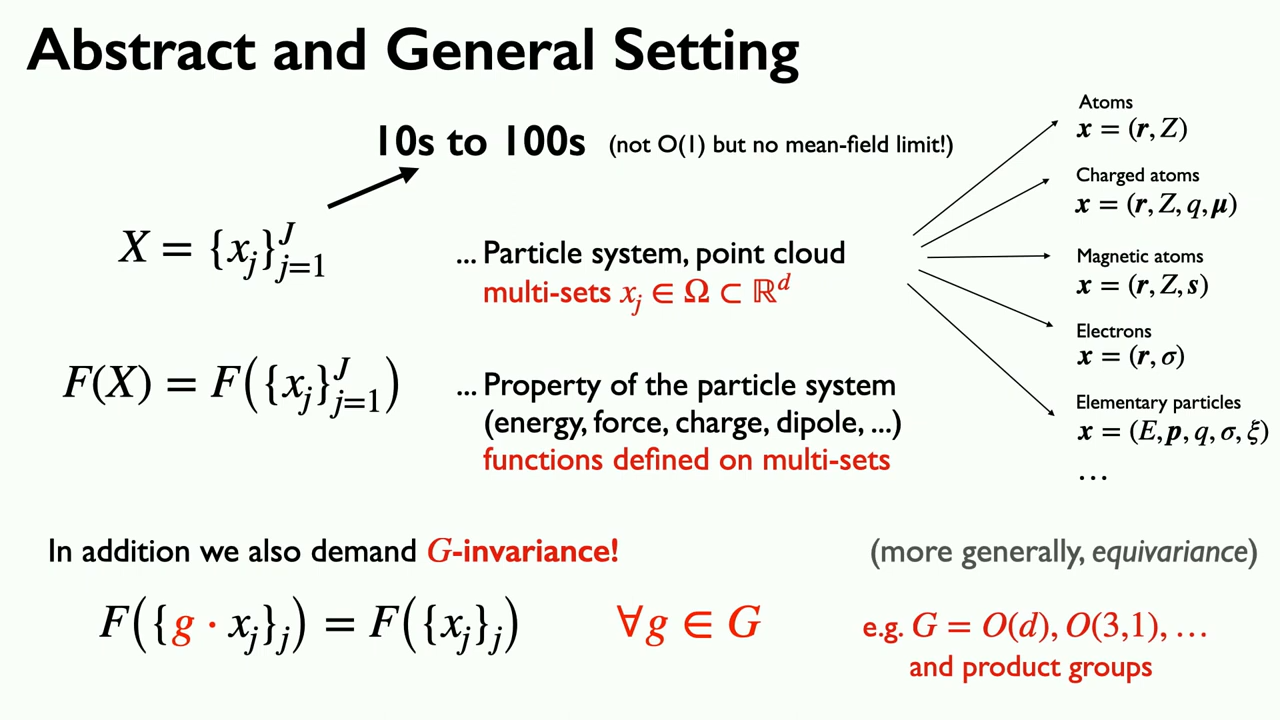 Abstract and General Setting
10s to 100s (not O(1) but no mean-field limit!)
X = {x_j}_{j=1}^J
... Particle system, point cloud
multi-sets x_j ∈ Ω ⊂ ℝ^d
F(X) = F({x_j}_{j=1}^J)
... Property of the particle system
(energy, force, charge, dipole, ...)
functions defined on multi-sets
Atoms
x = (r, Z)
Charged atoms
x = (r, Z, q, μ)
Magnetic atoms
x = (r, Z, s)
Electrons
x = (r, σ)
Elementary particles
x = (E, p, q, σ, ξ)
...
In addition we also demand G-invariance!
(more generally, equivariance)
F({g · x_j}_j) = F({x_j}_j) ∀g ∈ G
e.g. G = O(d), O(3,1), ...
and product groups